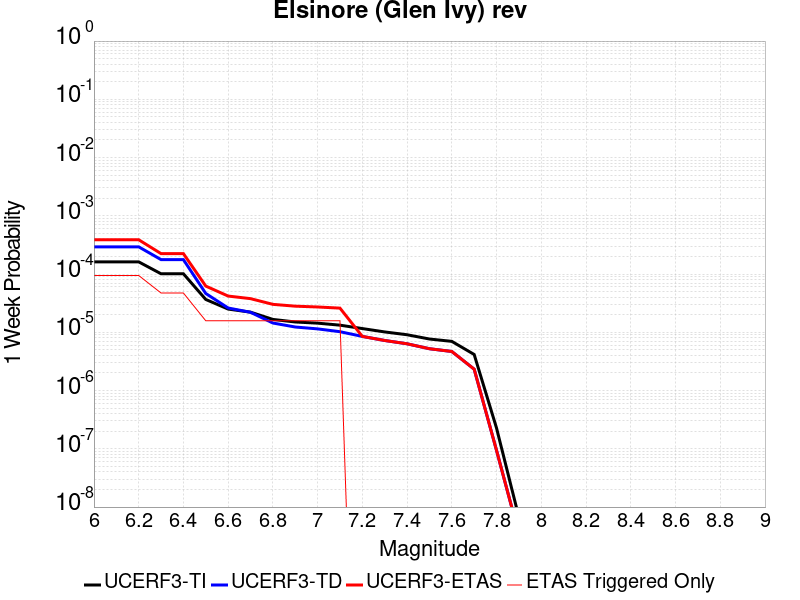 Elsinore (Glen Ivy) rev
1 Week Probability
10^0
10^-1
10^-2
10^-3
10^-4
10^-5
10^-6
10^-7
10^-8
6 6.2 6.4 6.6 6.8 7 7.2 7.4 7.6 7.8 8 8.2 8.4 8.6 8.8 9
Magnitude
UCERF3-TI UCERF3-TD UCERF3-ETAS ETAS Triggered Only